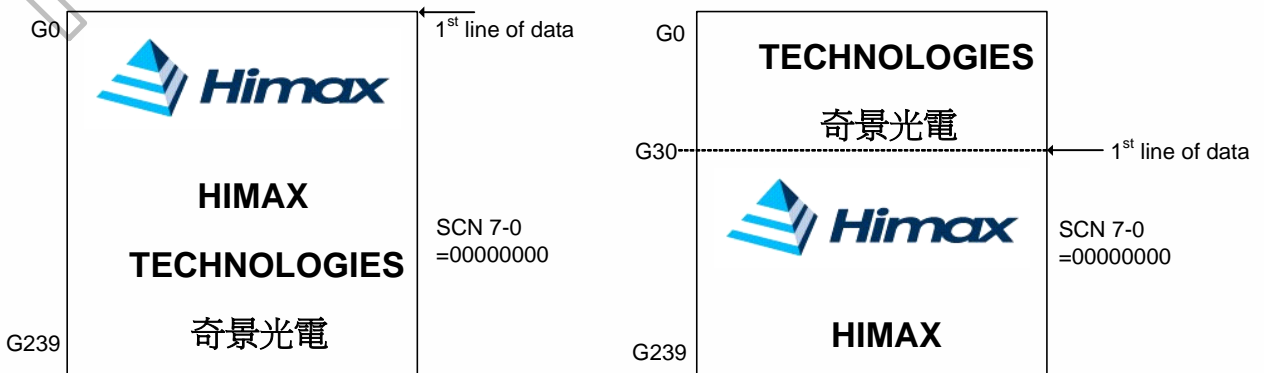 G0
1st line of data
Himax
HIMAX
SCN 7-0
=00000000
TECHNOLOGIES
奇景光電
G239
G0
TECHNOLOGIES
奇景光電
G30
1st line of data
Himax
SCN 7-0
=00000000
HIMAX
G239